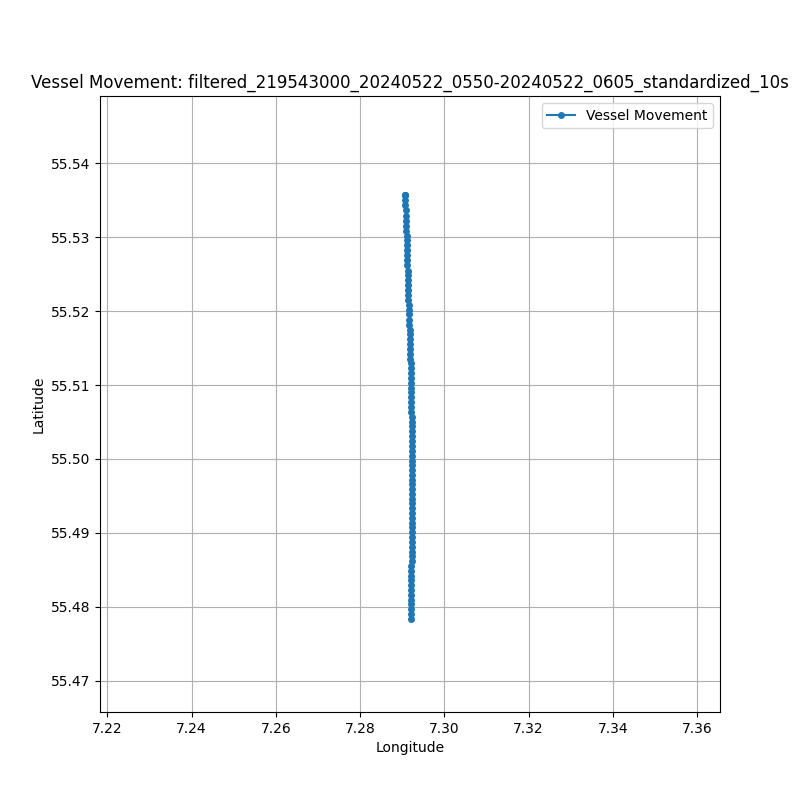 Vessel Movement: filtered_219543000_20240522_0550-20240522_0605_standardized_10s
Vessel Movement
55.54
55.53
55.52
55.51
55.50
55.49
55.48
55.47
Latitude
7.22 7.24 7.26 7.28 7.30 7.32 7.34 7.36
Longitude